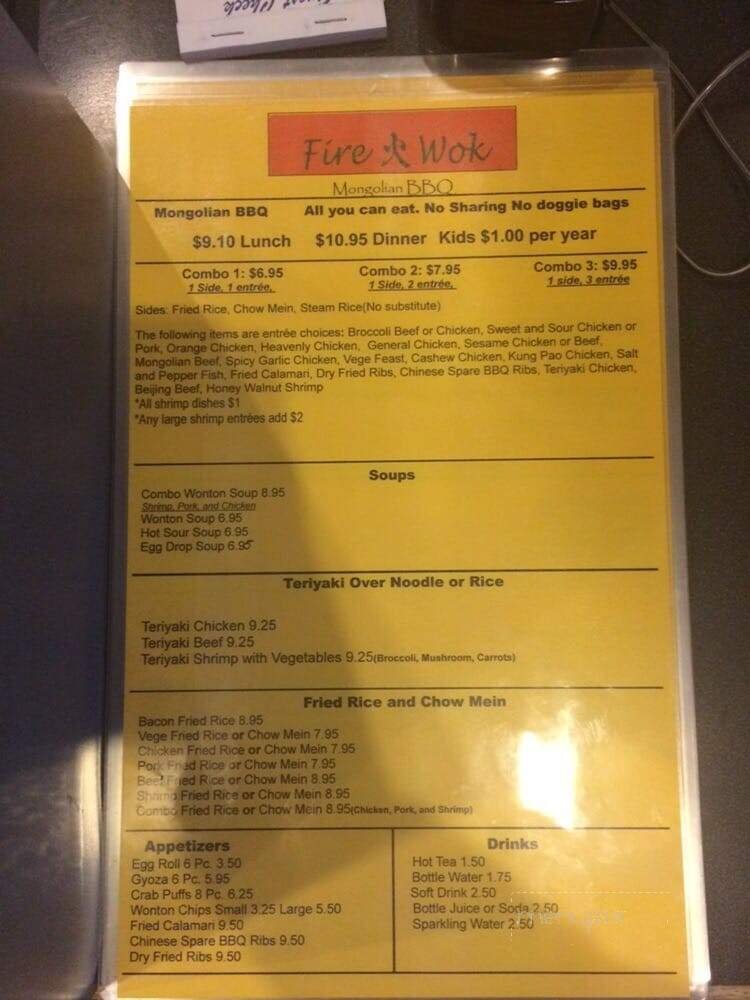 Guest Check
Fire 火 Wok
Mongolian BBQ
Mongolian BBQ All you can eat. No Sharing No doggie bags
$9.10 Lunch $10.95 Dinner Kids $1.00 per year
Combo 1: $6.95 Combo 2: $7.95 Combo 3: $9.95
1 Side, 1 entrée, 1 Side, 2 entrée, 1 side, 3 entrée
Sides: Fried Rice, Chow Mein, Steam Rice(No substitute)
The following items are entrée choices: Broccoli Beef or Chicken, Sweet and Sour Chicken or
Pork, Orange Chicken, Heavenly Chicken, General Chicken, Sesame Chicken or Beef,
Mongolian Beef, Spicy Garlic Chicken, Vege Feast, Cashew Chicken, Kung Pao Chicken, Salt
and Pepper Fish, Fried Calamari, Dry Fried Ribs, Chinese Spare BBQ Ribs, Teriyaki Chicken,
Beijing Beef, Honey Walnut Shrimp
*All shrimp dishes $1
*Any large shrimp entrées add $2
Soups
Combo Wonton Soup 8.95
Shrimp, Pork, and Chicken
Wonton Soup 6.95
Hot Sour Soup 6.95
Egg Drop Soup 6.95
Teriyaki Over Noodle or Rice
Teriyaki Chicken 9.25
Teriyaki Beef 9.25
Teriyaki Shrimp with Vegetables 9.25(Broccoli, Mushroom, Carrots)
Fried Rice and Chow Mein
Bacon Fried Rice 8.95
Vege Fried Rice or Chow Mein 7.95
Chicken Fried Rice or Chow Mein 7.95
Pork Fried Rice or Chow Mein 7.95
Beef Fried Rice or Chow Mein 8.95
Shrimp Fried Rice or Chow Mein 8.95
Combo Fried Rice or Chow Mein 8.95(Chicken, Pork, and Shrimp)
Appetizers
Egg Roll 6 Pc. 3.50
Gyoza 6 Pc. 5.95
Crab Puffs 8 Pc. 6.25
Wonton Chips Small 3.25 Large 5.50
Fried Calamari 9.50
Chinese Spare BBQ Ribs 9.50
Dry Fried Ribs 9.50
Drinks
Hot Tea 1.50
Bottle Water 1.75
Soft Drink 2.50
Bottle Juice or Soda 2.50
Sparkling Water 2.50